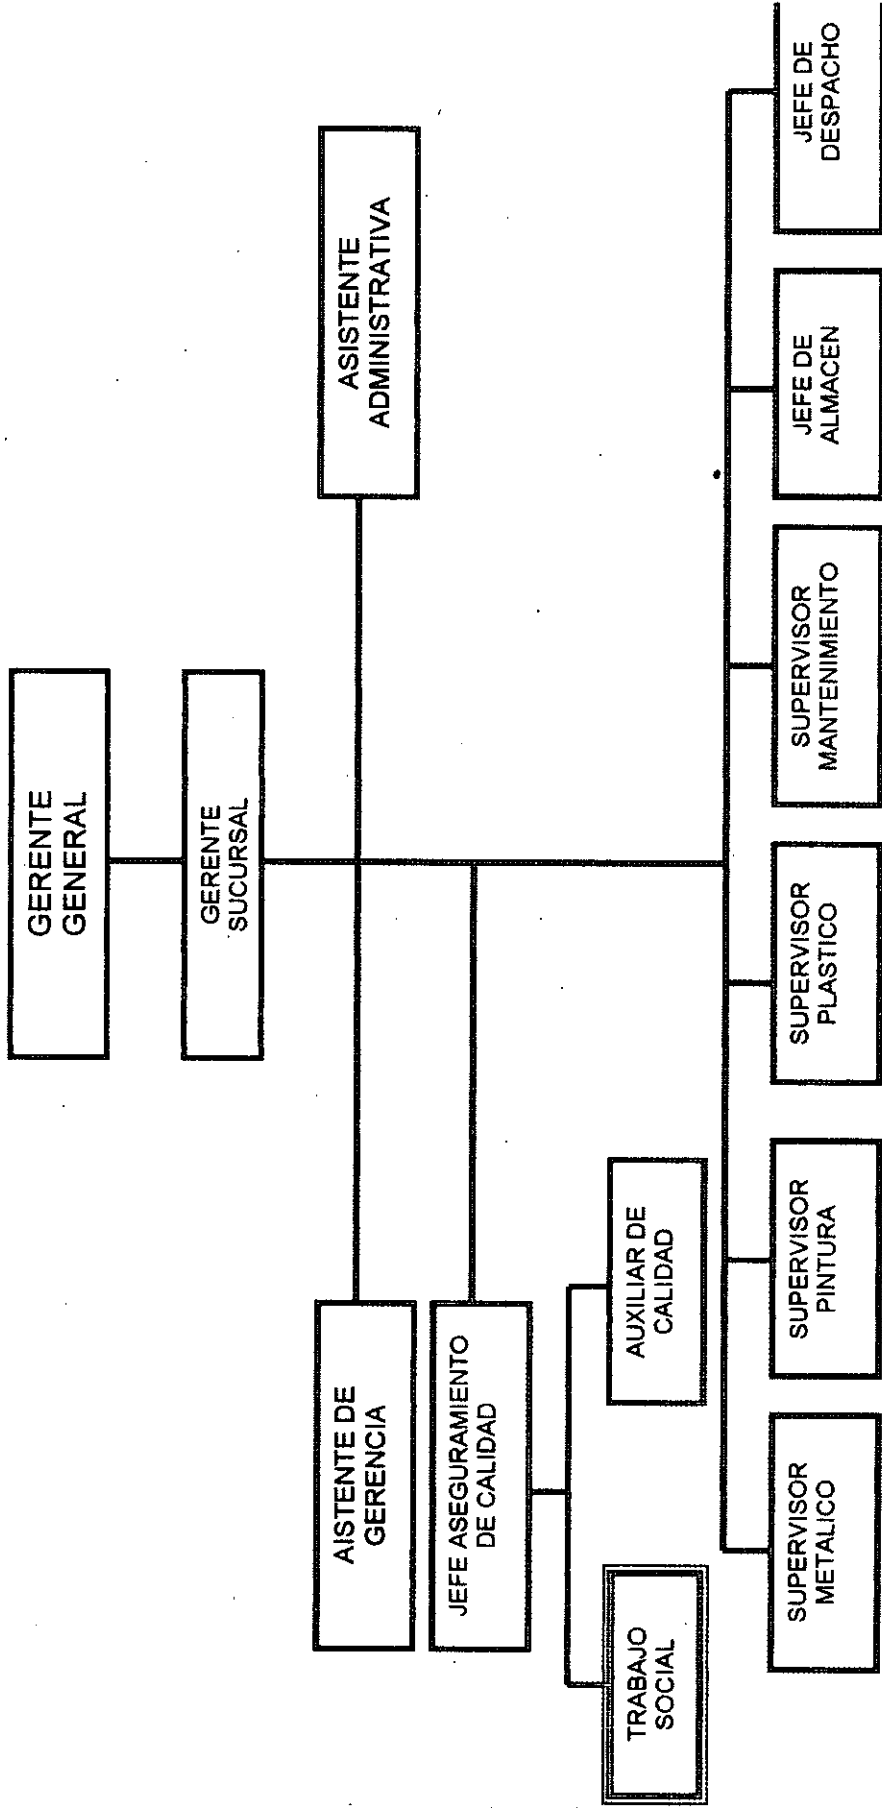 GERENTE
GENERAL
GERENTE
SUCURSAL
AISTENTE DE
GERENCIA
ASISTENTE
ADMINISTRATIVA
JEFE ASEGURAMIENTO
DE CALIDAD
TRABAJO
SOCIAL
AUXILIAR DE
CALIDAD
SUPERVISOR
METALICO
SUPERVISOR
PINTURA
SUPERVISOR
PLASTICO
SUPERVISOR
MANTENIMIENTO
JEFE DE
ALMACEN
JEFE DE
DESPACHO